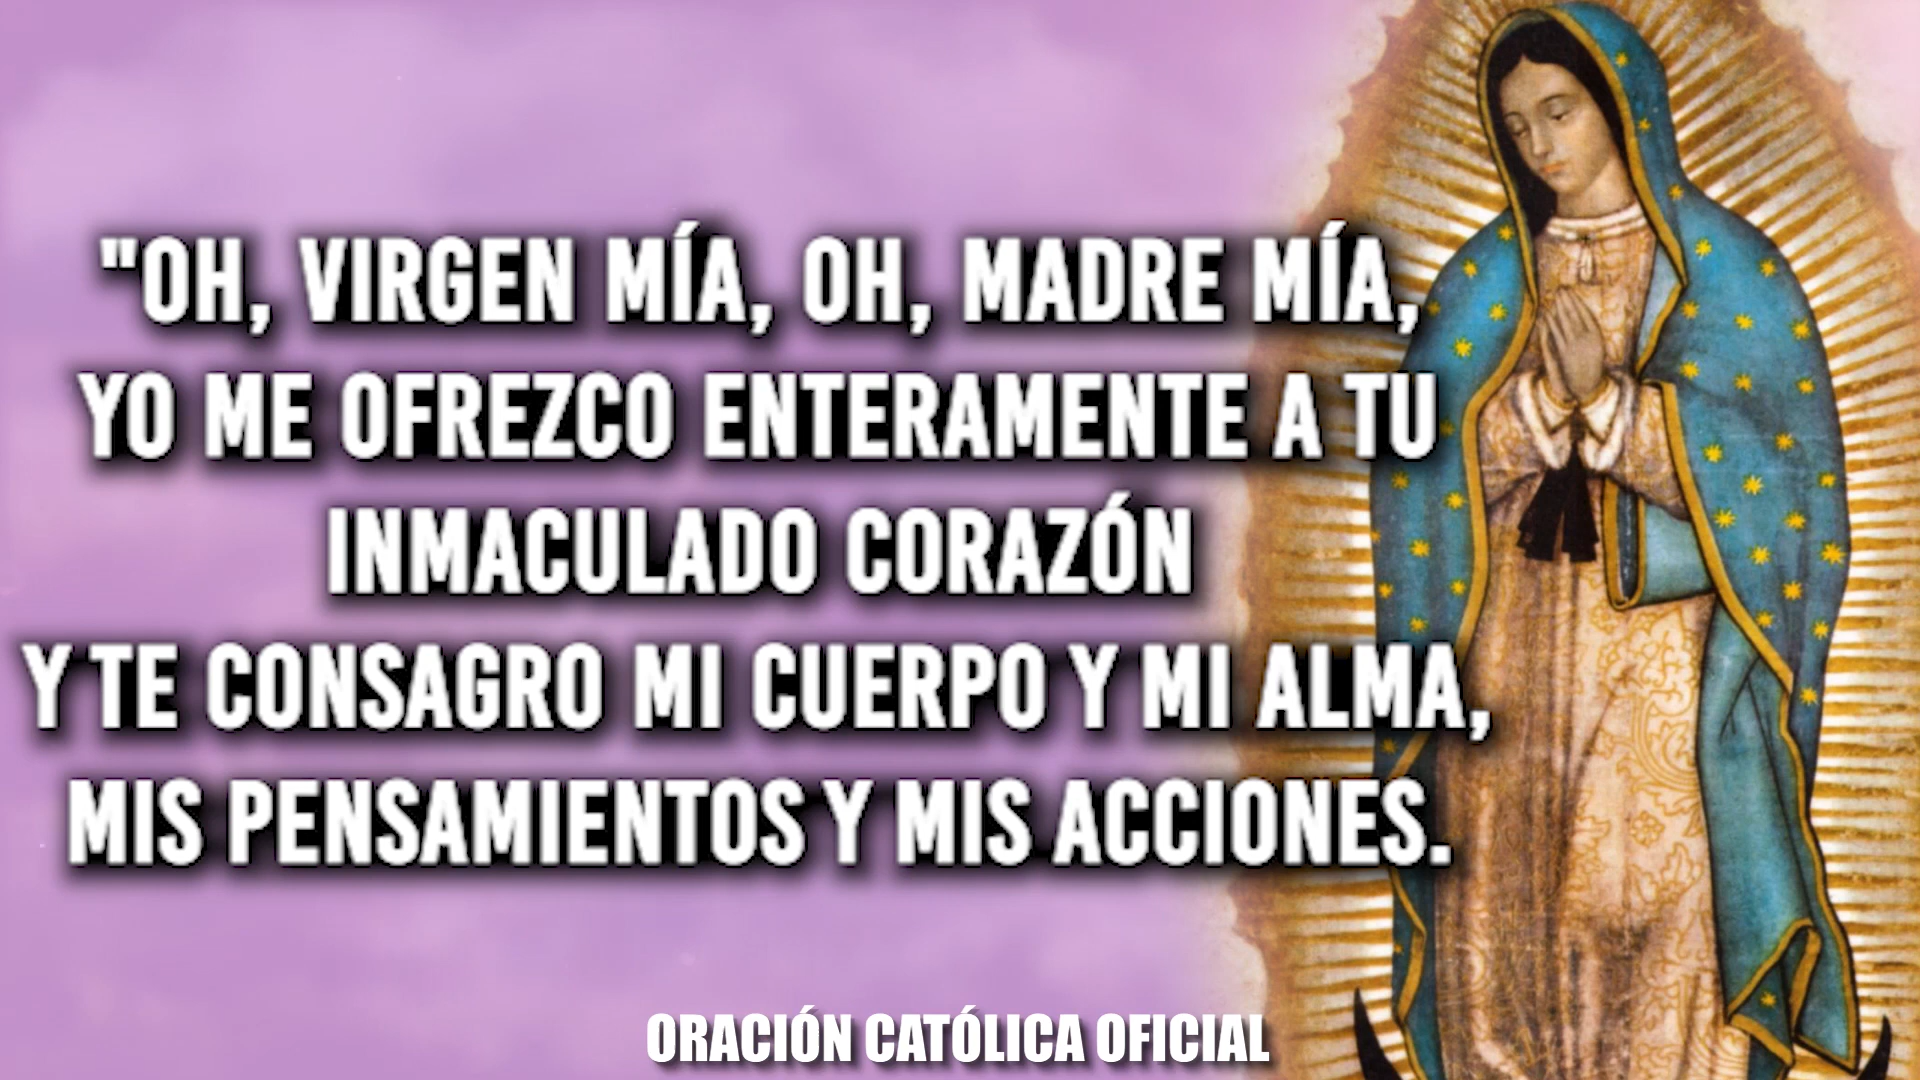 "OH, VIRGEN MÍA, OH, MADRE MÍA,
YO ME OFREZCO ENTERAMENTE A TU
INMACULADO CORAZÓN
Y TE CONSAGRO MI CUERPO Y MI ALMA,
MIS PENSAMIENTOS Y MIS ACCIONES.
ORACIÓN CATÓLICA OFICIAL